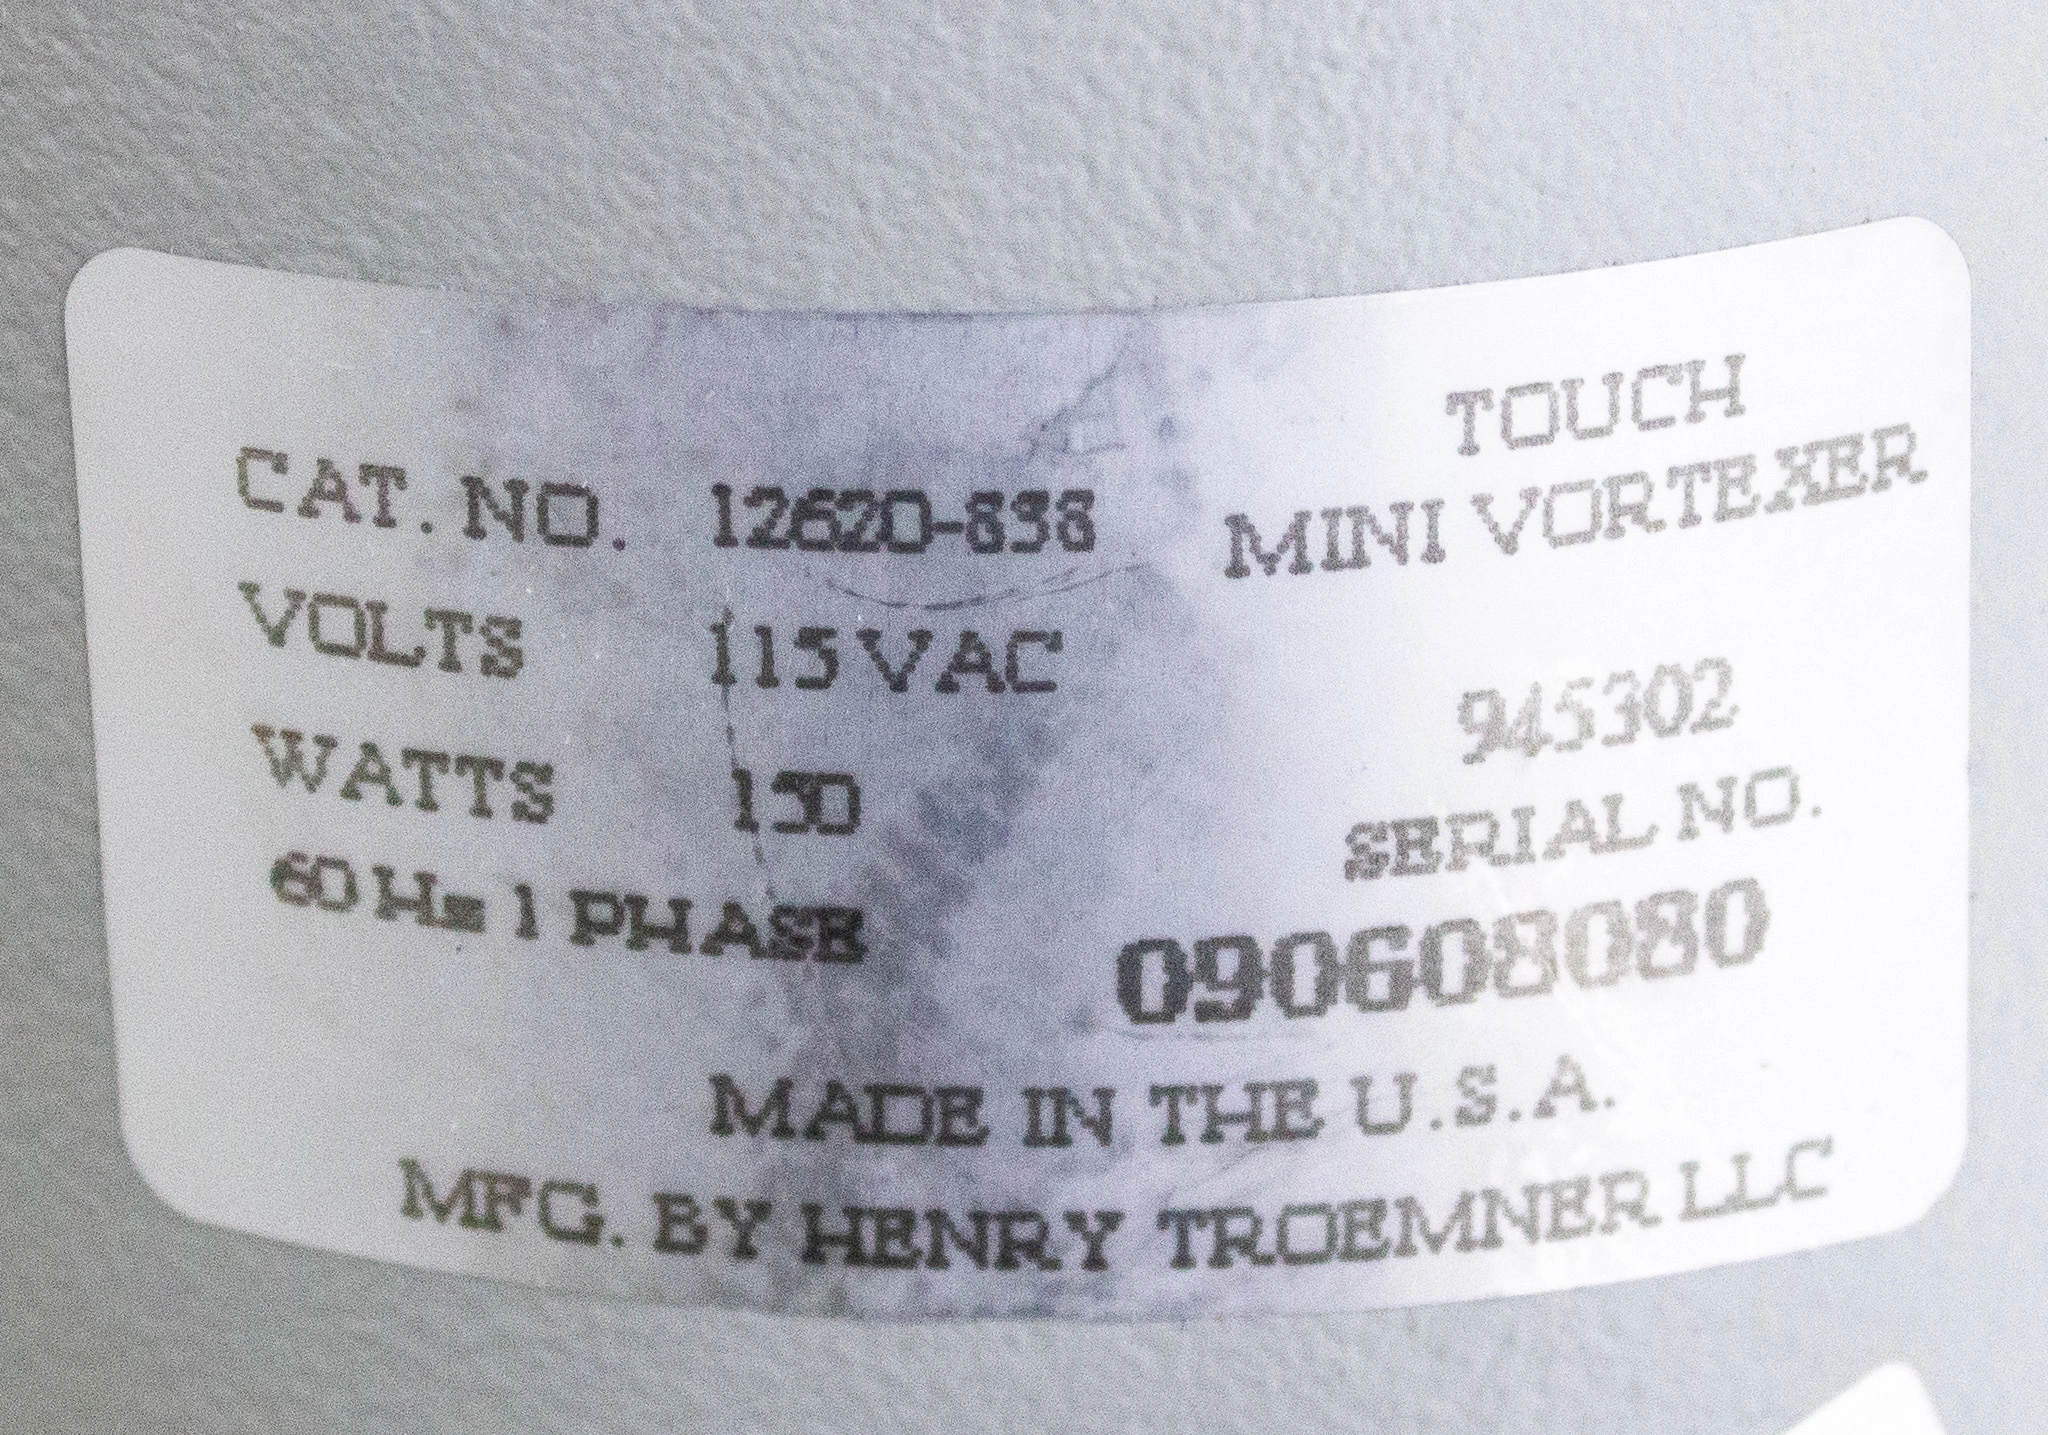 TOUCH
CAT. NO. 12620-838 MINI VORTEXER
VOLTS 115 VAC
945302
WATTS 150
SERIAL NO.
60 Hz 1 PHASE
090608080
MADE IN THE U.S.A.
MFG. BY HENRY TROEMNER LLC